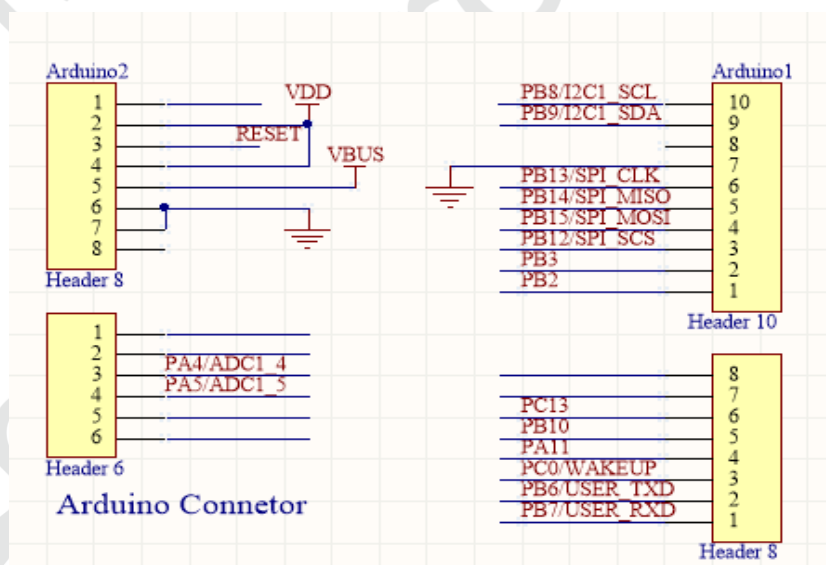 Arduino2
1
2
3
4
5
6
7
8
VDD
RESET
VBUS
Header 8
1
2
3
4
5
6
PA4/ADC1_4
PA5/ADC1_5
Header 6
Arduino Connetor
Arduino1
PB8/I2C1_SCL
PB9/I2C1_SDA
PB13/SPI_CLK
PB14/SPI_MISO
PB15/SPI_MOSI
PB12/SPI_SCS
PB3
PB2
10
9
8
7
6
5
4
3
2
1
Header 10
PC13
PB10
PA11
PC0/WAKEUP
PB6/USER_TXD
PB7/USER_RXD
8
7
6
5
4
3
2
1
Header 8